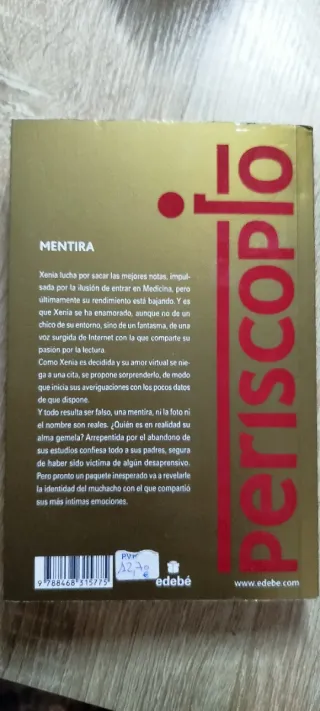 MENTIRA
Xenia lucha por sacar las mejores notas, impul-
sada por la ilusión de entrar en Medicina, pero
últimamente su rendimiento está bajando. Y es
que Xenia se ha enamorado, aunque no de un
chico de su entorno, sino de un fantasma, de una
voz surgida de Internet con la que comparte su
pasión por la lectura.
Como Xenia es decidida y su amor virtual se nie-
ga a una cita, se propone sorprenderlo, de modo
que inicia sus averiguaciones con los pocos datos
de que dispone.
Y todo resulta ser falso, una mentira, ni la foto ni
el nombre son reales. ¿Quién es en realidad su
alma gemela? Arrepentida por el abandono de
sus estudios confiesa todo a sus padres, segura
de haber sido víctima de algún desaprensivo.
Pero pronto un paquete inesperado va a revelarle
la identidad del muchacho con el que compartió
sus más íntimas emociones.
periscopio
PVP
12,70
€
9 788468 315775
edebé
www.edebe.com